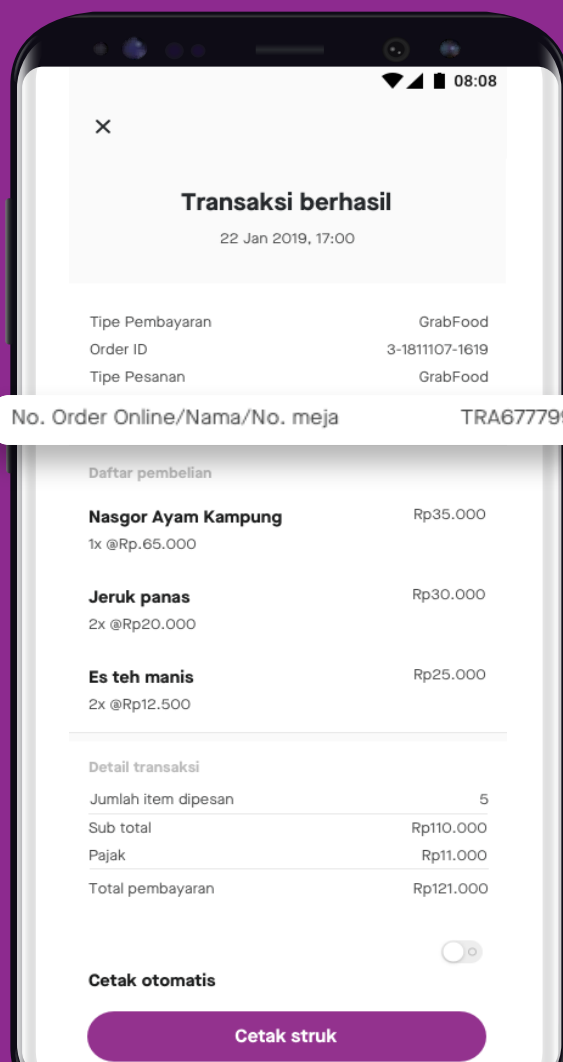 08:08
Transaksi berhasil
22 Jan 2019, 17:00
Tipe Pembayaran GrabFood
Order ID 3-1811107-1619
Tipe Pesanan GrabFood
No. Order Online/Nama/No. meja TRA677799
Daftar pembelian
Nasgor Ayam Kampung Rp35.000
1x @Rp.65.000
Jeruk panas Rp30.000
2x @Rp20.000
Es teh manis Rp25.000
2x @Rp12.500
Detail transaksi
Jumlah item dipesan 5
Sub total Rp110.000
Pajak Rp11.000
Total pembayaran Rp121.000
Cetak otomatis
Cetak struk